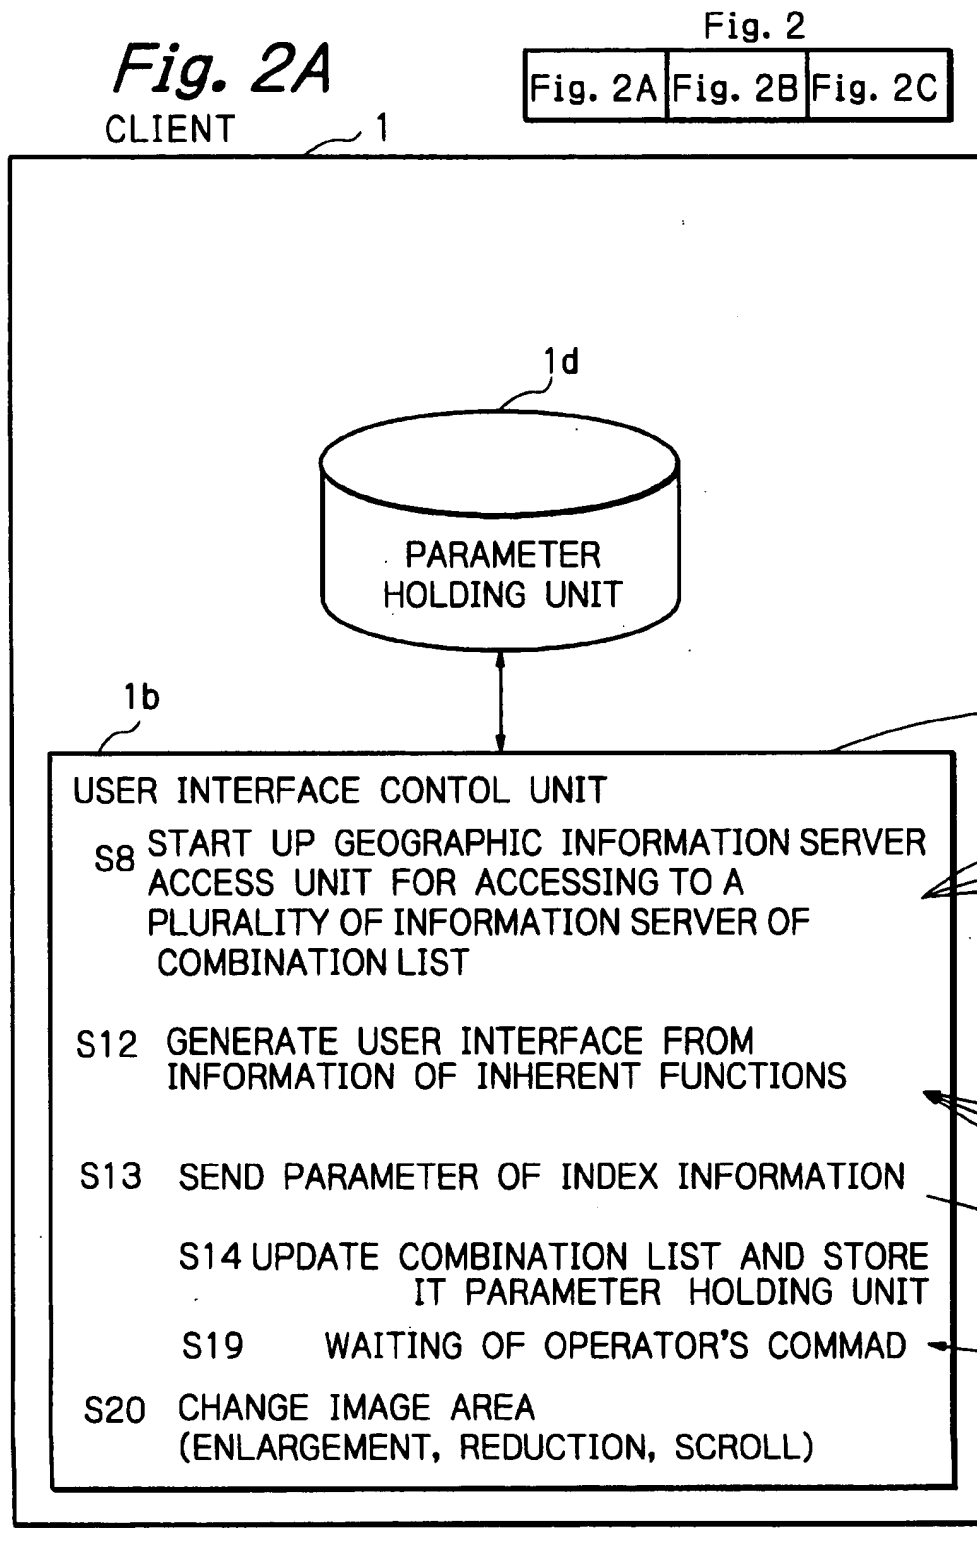 Fig. 2
Fig. 2A
Fig. 2A Fig. 2B Fig. 2C
CLIENT
1
1d
PARAMETER
HOLDING UNIT
1b
USER INTERFACE CONTOL UNIT
S8 START UP GEOGRAPHIC INFORMATION SERVER
ACCESS UNIT FOR ACCESSING TO A
PLURALITY OF INFORMATION SERVER OF
COMBINATION LIST
S12 GENERATE USER INTERFACE FROM
INFORMATION OF INHERENT FUNCTIONS
S13 SEND PARAMETER OF INDEX INFORMATION
S14 UPDATE COMBINATION LIST AND STORE
IT PARAMETER HOLDING UNIT
S19 WAITING OF OPERATOR'S COMMAD
S20 CHANGE IMAGE AREA
(ENLARGEMENT, REDUCTION, SCROLL)